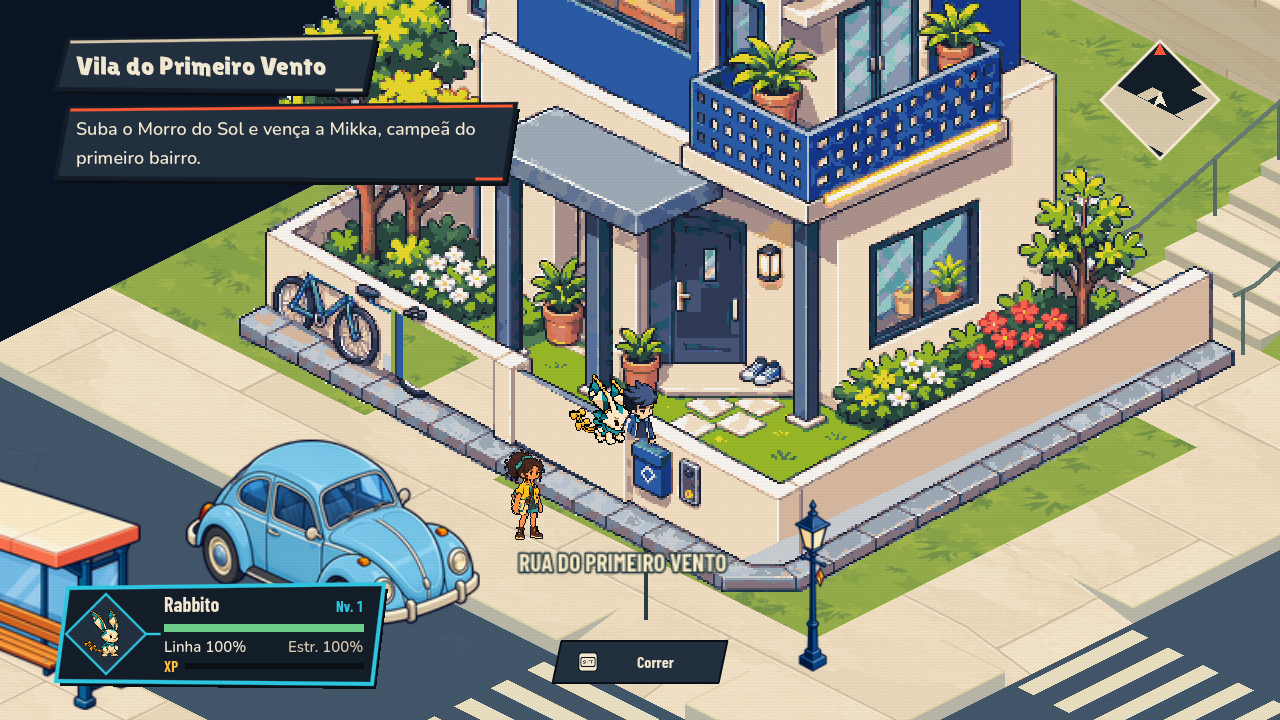 Vila do Primeiro Vento
Suba o Morro do Sol e vença a Mikka, campeã do
primeiro bairro.
RUA DO PRIMEIRO VENTO
Rabbito
Nv. 1
Linha 100%
Estr. 100%
XP
Correr